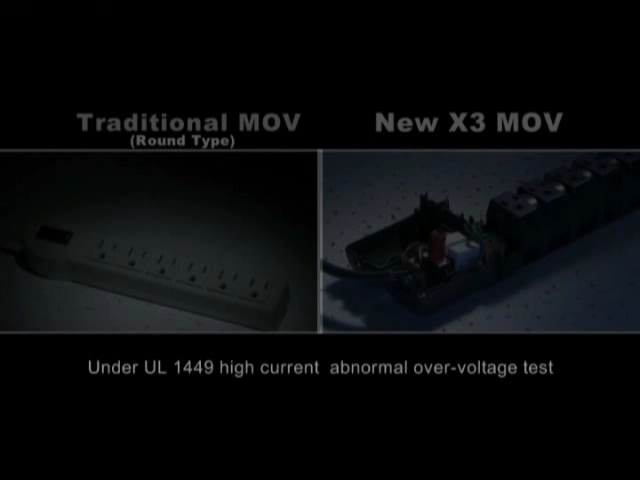 Traditional MOV
(Round Type)
New X3 MOV
Under UL 1449 high current abnormal over-voltage test